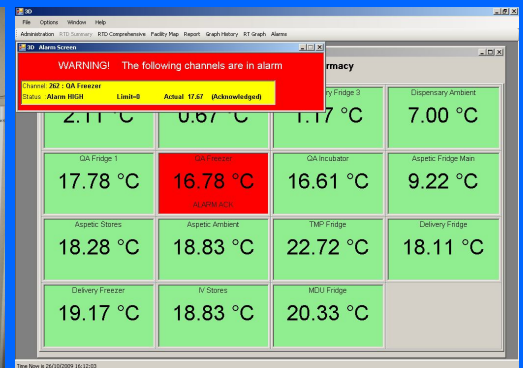 3D
File Options Window Help
Administration RTD Summary RTD Comprehensive Facility Map Report Graph History RT Graph Alarms
3D Alarm Screen
WARNING! The following channels are in alarm
Channel: 262 : QA Freezer
Status :Alarm HIGH Limit=0 Actual 17.67 (Acknowledged)
rmacy
ry Fridge 3
Dispensary Ambient
2.11 °C
0.67 °C
1.17 °C
7.00 °C
QA Fridge 1
QA Freezer
QA Incubator
Aspetic Fridge Main
17.78 °C
16.78 °C
16.61 °C
9.22 °C
ALARM ACK
Aspetic Stores
Aspetic Ambient
TMP Fridge
Delivery Fridge
18.28 °C
18.83 °C
22.72 °C
18.11 °C
Delivery Freezer
IV Stores
MDU Fridge
19.17 °C
18.83 °C
20.33 °C
Time Now is 26/10/2009 16:12:03